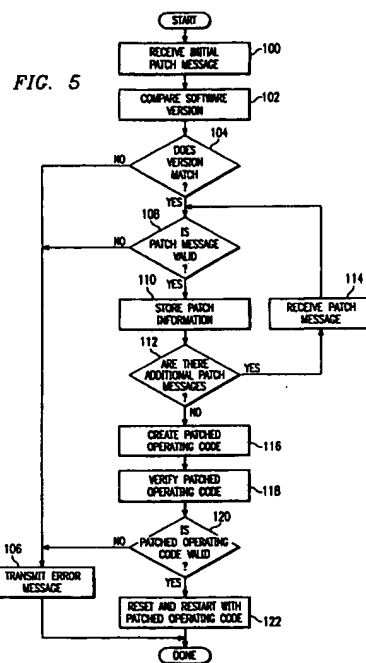 FIG. 5
START
RECEIVE INITIAL
PATCH MESSAGE
100
COMPARE SOFTWARE
VERSION
102
104
DOES
VERSION
MATCH
?
NO
YES
108
IS
PATCH MESSAGE
VALID
?
NO
YES
110
STORE PATCH
INFORMATION
114
RECEIVE PATCH
MESSAGE
112
ARE THERE
ADDITIONAL PATCH
MESSAGES
?
YES
NO
CREATE PATCHED
OPERATING CODE
116
VERIFY PATCHED
OPERATING CODE
118
120
IS
PATCHED OPERATING
CODE VALID
?
NO
YES
106
TRANSMIT ERROR
MESSAGE
RESET AND RESTART WITH
PATCHED OPERATING CODE
122
DONE